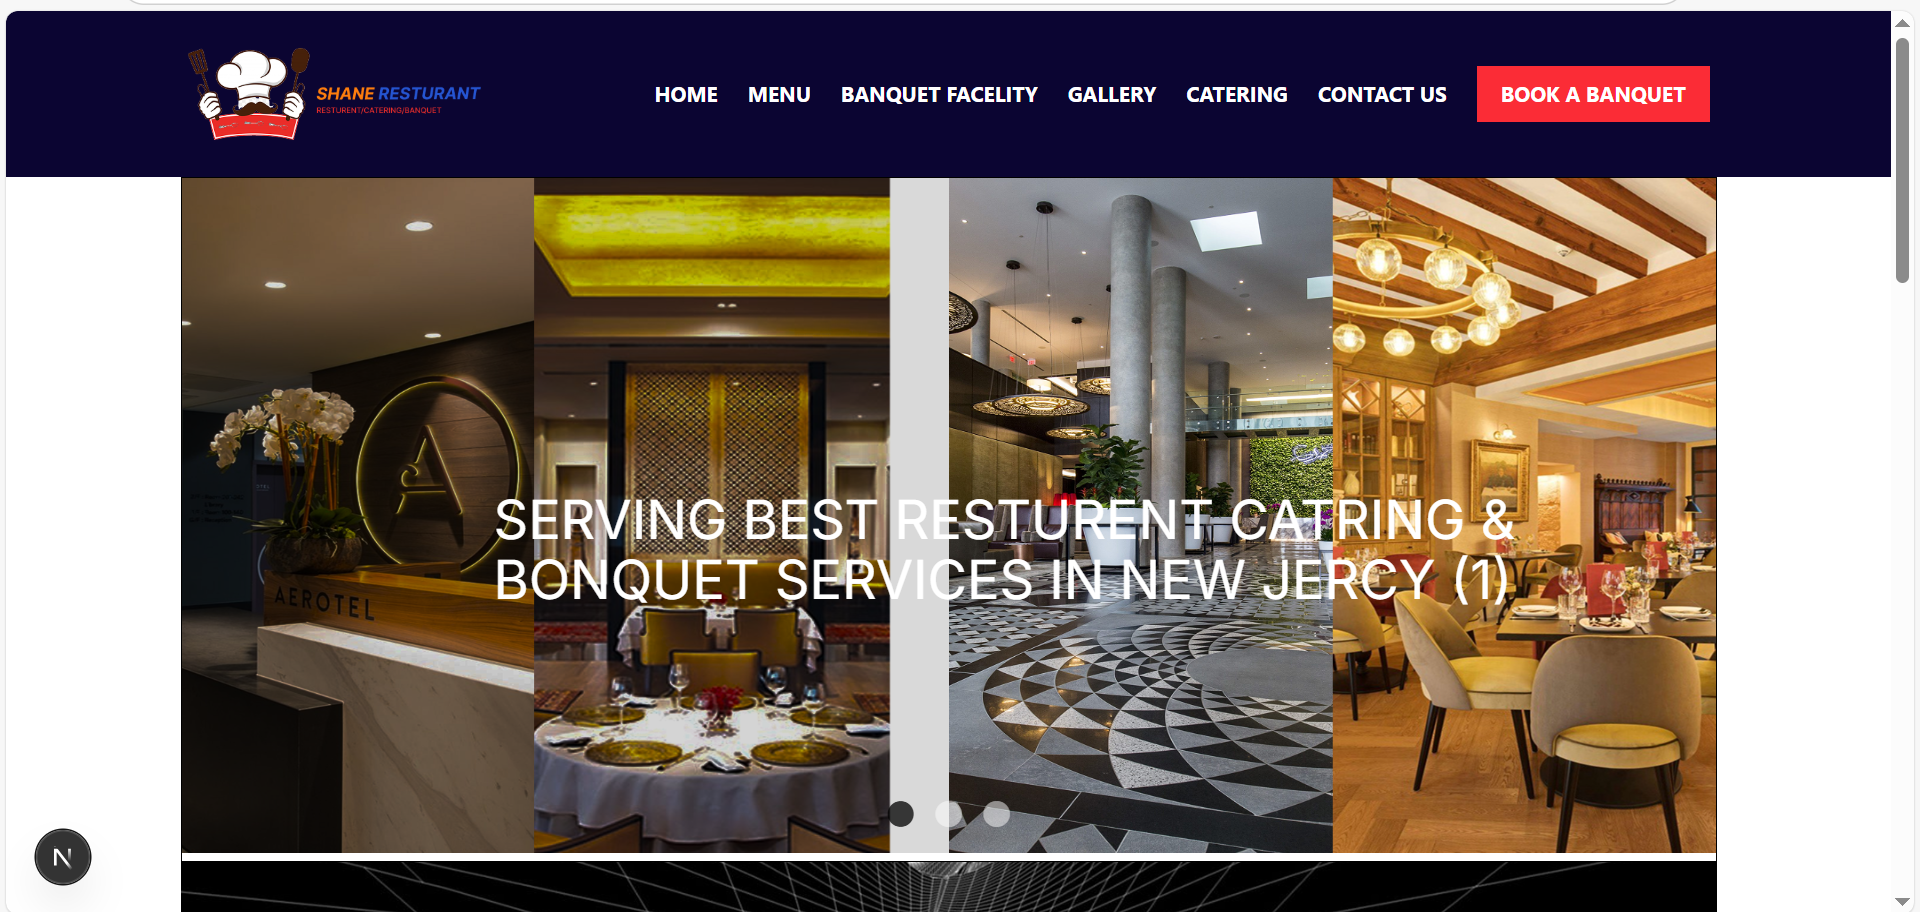 SHANE RESTURANT
RESTURENT/CATERING/BANQUET
HOME MENU BANQUET FACELITY GALLERY CATERING CONTACT US BOOK A BANQUET
A
AEROTEL
SERVING BEST RESTURENT CATRING &
BONQUET SERVICES IN NEW JERCY (1)
N